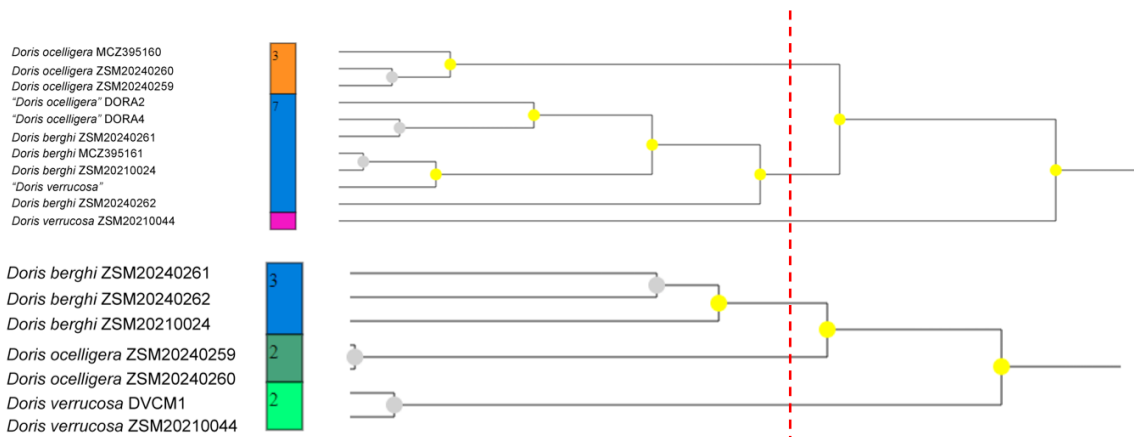 Doris ocelligera MCZ395160
3
Doris ocelligera ZSM20240260
Doris ocelligera ZSM20240259
"Doris ocelligera" DORA2
7
"Doris ocelligera" DORA4
Doris berghi ZSM20240261
Doris berghi MCZ395161
Doris berghi ZSM20210024
"Doris verrucosa"
Doris berghi ZSM20240262
Doris verrucosa ZSM20210044
Doris berghi ZSM20240261
3
Doris berghi ZSM20240262
Doris berghi ZSM20210024
Doris ocelligera ZSM20240259
2
Doris ocelligera ZSM20240260
Doris verrucosa DVCM1
2
Doris verrucosa ZSM20210044